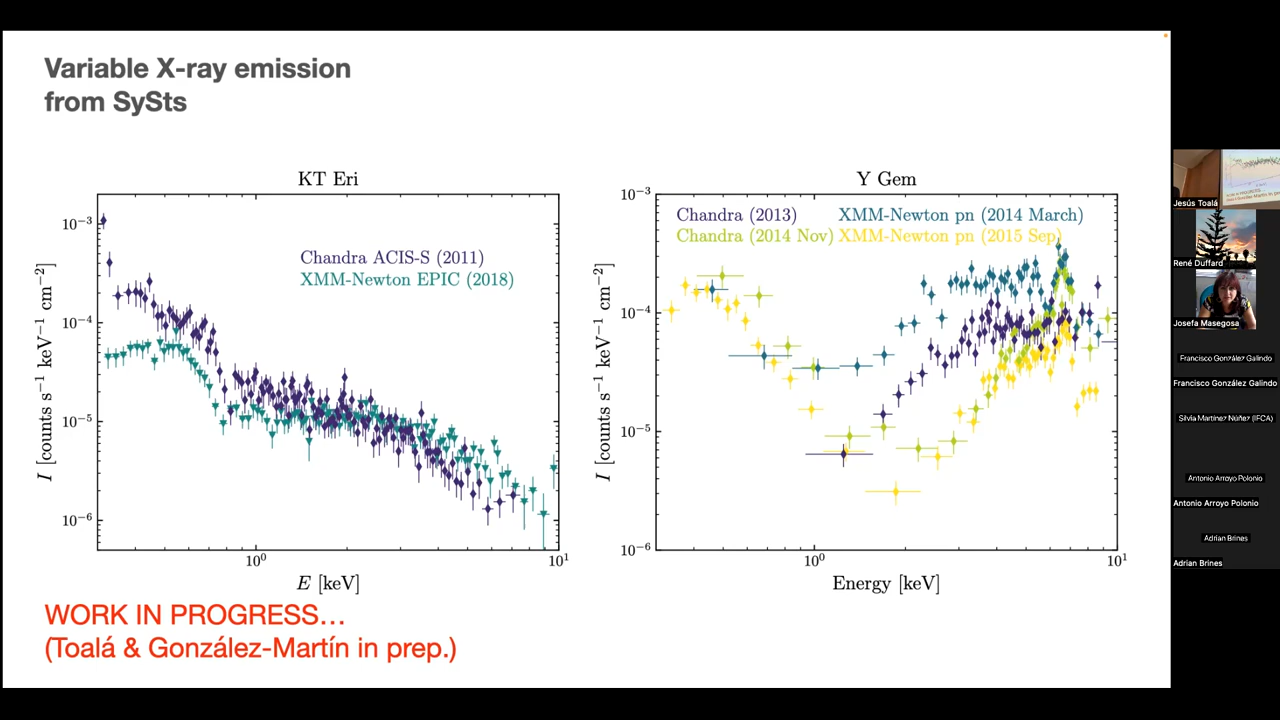 Variable X-ray emission
from SySts
KT Eri
Chandra ACIS-S (2011)
XMM-Newton EPIC (2018)
10⁻³
10⁻⁴
10⁻⁵
10⁻⁶
I [counts s⁻¹ keV⁻¹ cm⁻²]
10⁰
10¹
E [keV]
Y Gem
Chandra (2013)
XMM-Newton pn (2014 March)
Chandra (2014 Nov)
XMM-Newton pn (2015 Sep)
10⁻³
10⁻⁴
10⁻⁵
10⁻⁶
I [counts s⁻¹ keV⁻¹ cm⁻²]
10⁰
10¹
Energy [keV]
WORK IN PROGRESS...
(Toalá & González-Martín in prep.)
Jesús Toalá
René Duffard
Josefa Masegosa
Francisco González Galindo
Francisco González Galindo
Silvia Martínez Núñez (IFCA)
Antonio Arroyo Polonio
Antonio Arroyo Polonio
Adrian Brines
Adrian Brines